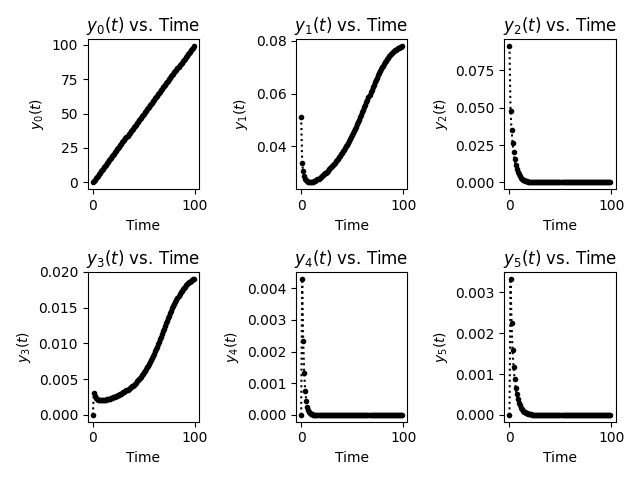 y₀(t) vs. Time
100
75
50
25
0
y₀(t)
0 100
Time
y₁(t) vs. Time
0.08
0.06
0.04
y₁(t)
0 100
Time
y₂(t) vs. Time
0.075
0.050
0.025
0.000
y₂(t)
0 100
Time
y₃(t) vs. Time
0.020
0.015
0.010
0.005
0.000
y₃(t)
0 100
Time
y₄(t) vs. Time
0.004
0.003
0.002
0.001
0.000
y₄(t)
0 100
Time
y₅(t) vs. Time
0.003
0.002
0.001
0.000
y₅(t)
0 100
Time